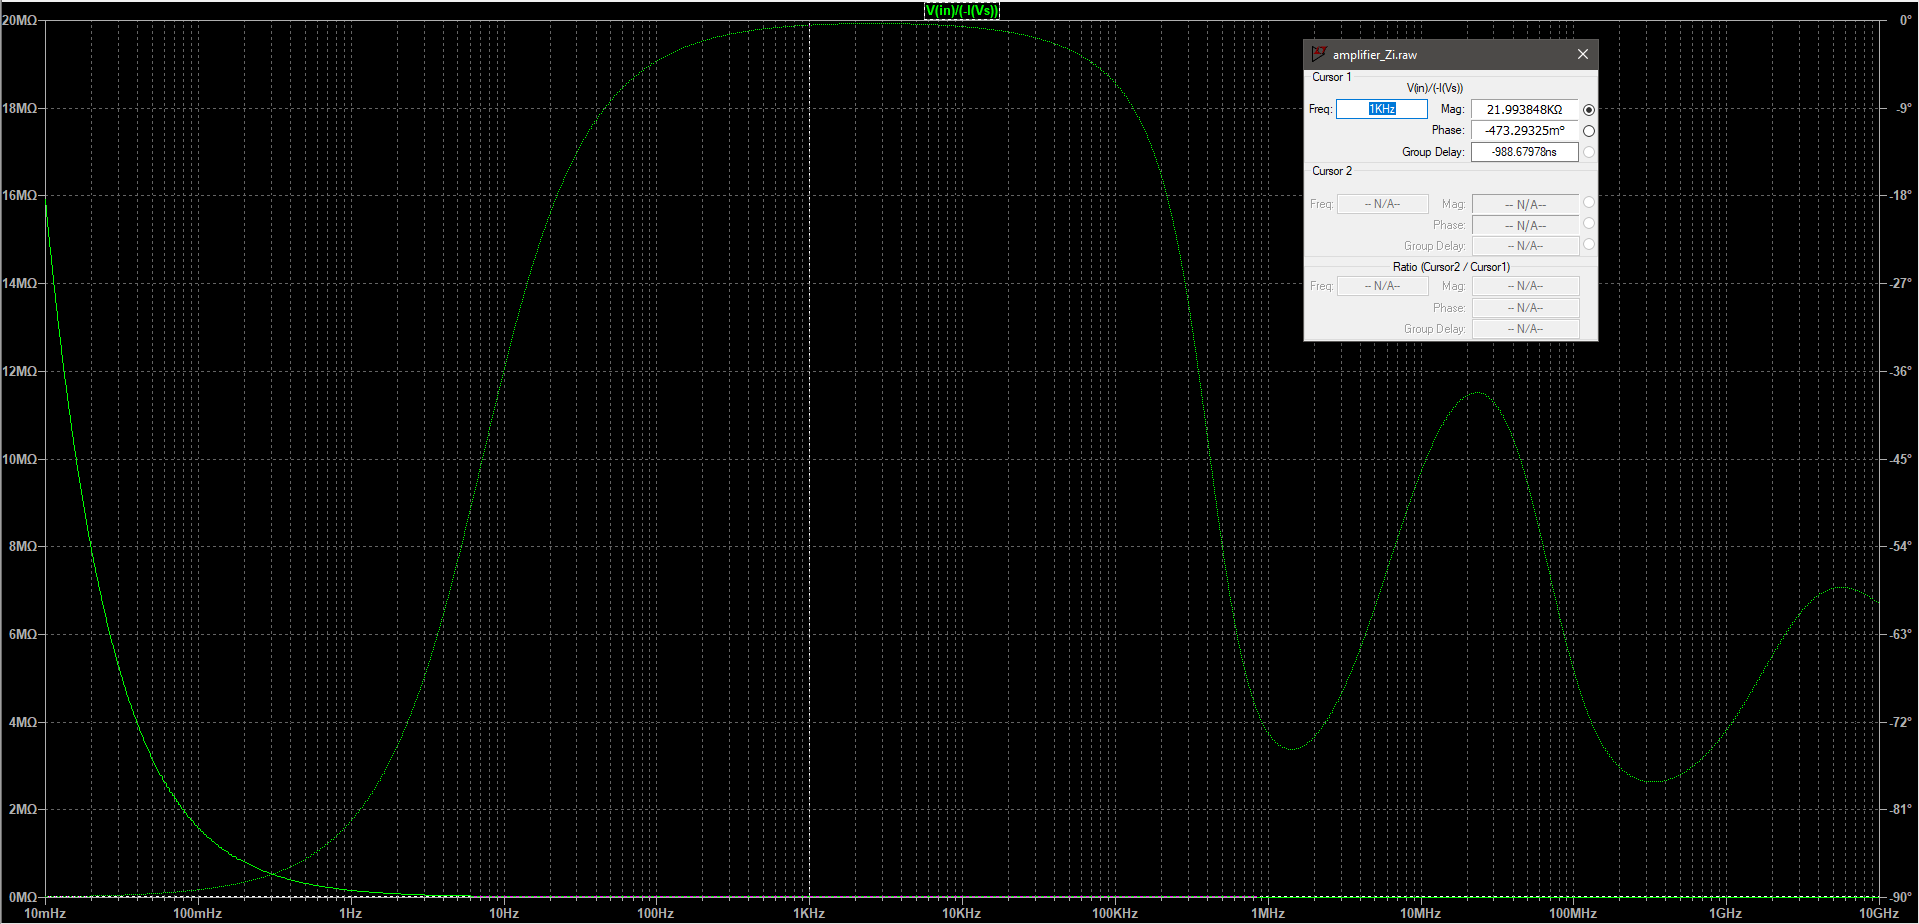 V(in)/(-I(Vs))
20MΩ
18MΩ
16MΩ
14MΩ
12MΩ
10MΩ
8MΩ
6MΩ
4MΩ
2MΩ
0MΩ
0°
-9°
-18°
-27°
-36°
-45°
-54°
-63°
-72°
-81°
-90°
10mHz 100mHz 1Hz 10Hz 100Hz 1KHz 10KHz 100KHz 1MHz 10MHz 100MHz 1GHz 10GHz
amplifier_Zi.raw
Cursor 1
V(in)/(-I(Vs))
Freq: 1KHz Mag: 21.993848KΩ
Phase: -473.29325m°
Group Delay: -988.67978ns
Cursor 2
Freq: -- N/A-- Mag: -- N/A--
Phase: -- N/A--
Group Delay: -- N/A--
Ratio (Cursor2 / Cursor1)
Freq: -- N/A-- Mag: -- N/A--
Phase: -- N/A--
Group Delay: -- N/A--